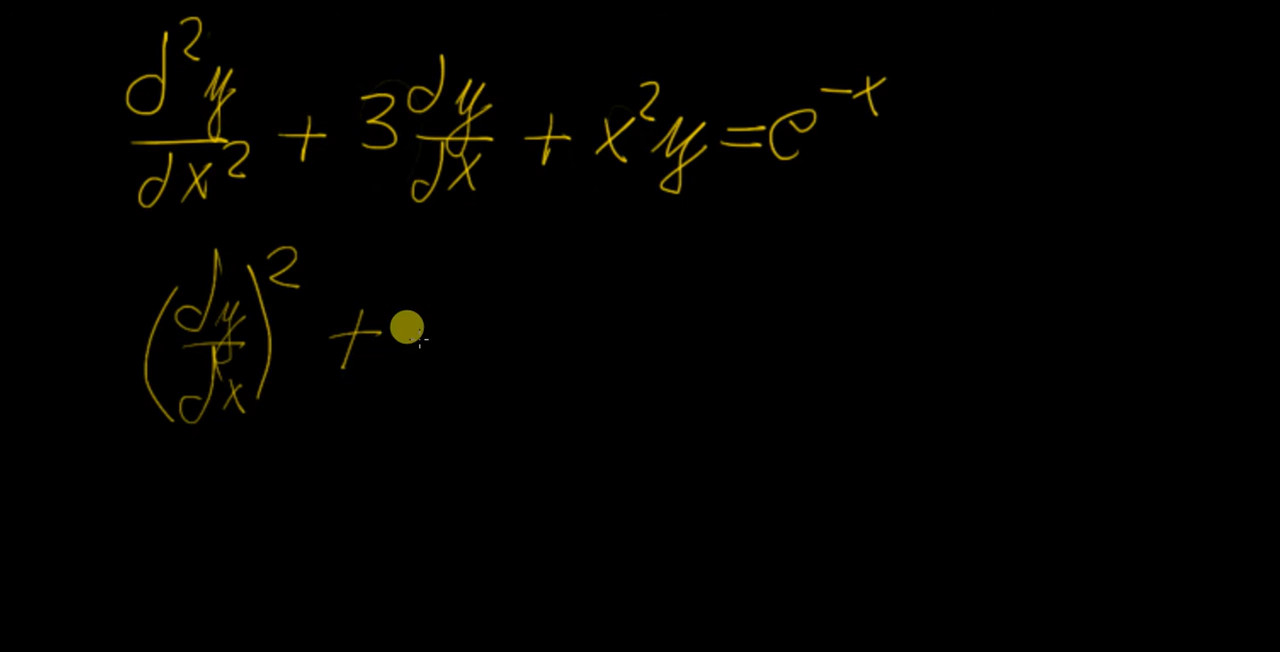 d²y/dx² + 3 dy/dx + x²y = e^(-x)
(dy/dx)² +